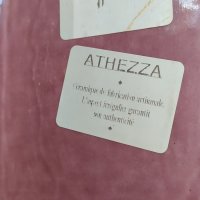 ATHEZZA
Céramique de fabrication artisanale.
L'aspect irrégulier garantit
son authenticité